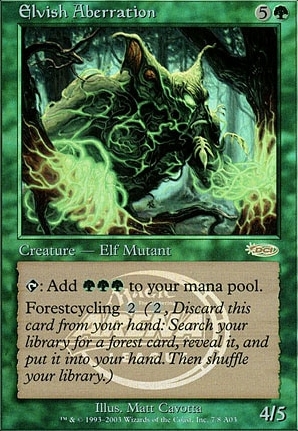 Elvish Aberration 5
DCI
Creature — Elf Mutant
: Add to your mana pool.
Forestcycling 2 (2, Discard this
card from your hand: Search your
library for a forest card, reveal it, and
put it into your hand. Then shuffle
your library.)
Illus. Matt Cavotta
™ & © 1993-2003 Wizards of the Coast, Inc. 7/8 A03
4/5